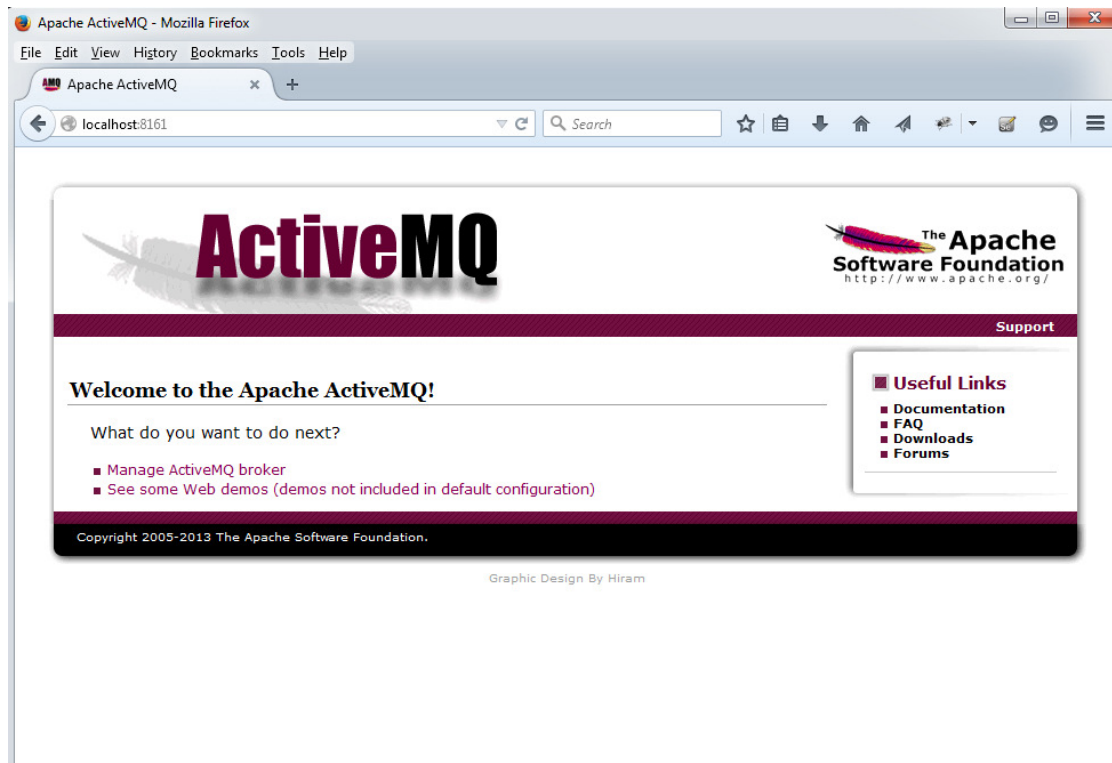 Apache ActiveMQ - Mozilla Firefox
File Edit View History Bookmarks Tools Help
AMQ Apache ActiveMQ
localhost:8161 Search
ActiveMQ
The Apache
Software Foundation
http://www.apache.org/
Support
Welcome to the Apache ActiveMQ!
What do you want to do next?
Manage ActiveMQ broker
See some Web demos (demos not included in default configuration)
Useful Links
Documentation
FAQ
Downloads
Forums
Copyright 2005-2013 The Apache Software Foundation.
Graphic Design By Hiram